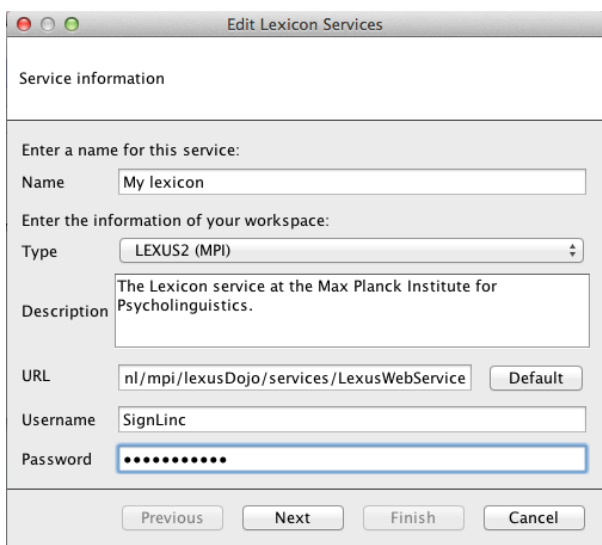 Edit Lexicon Services
Service information
Enter a name for this service:
Name My lexicon
Enter the information of your workspace:
Type LEXUS2 (MPI)
The Lexicon service at the Max Planck Institute for
Description Psycholinguistics.
URL nl/mpi/lexusDojo/services/LexusWebService Default
Username SignLinc
Password •••••••••••
Previous Next Finish Cancel